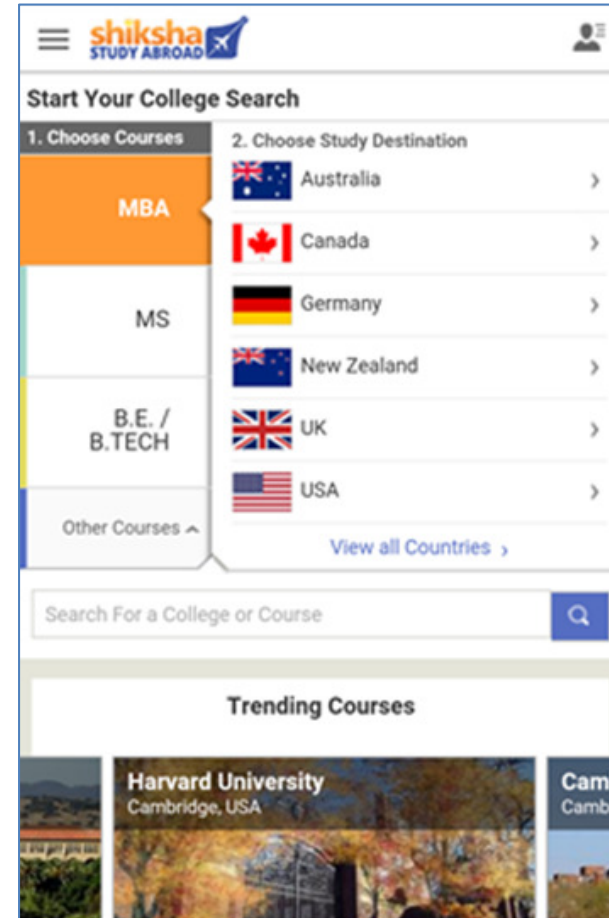 shiksha
STUDY ABROAD
Start Your College Search
1. Choose Courses
2. Choose Study Destination
MBA
MS
B.E. /
B.TECH
Other Courses
Australia
Canada
Germany
New Zealand
UK
USA
View all Countries
Search For a College or Course
Trending Courses
Harvard University
Cambridge, USA
Cam
Camb